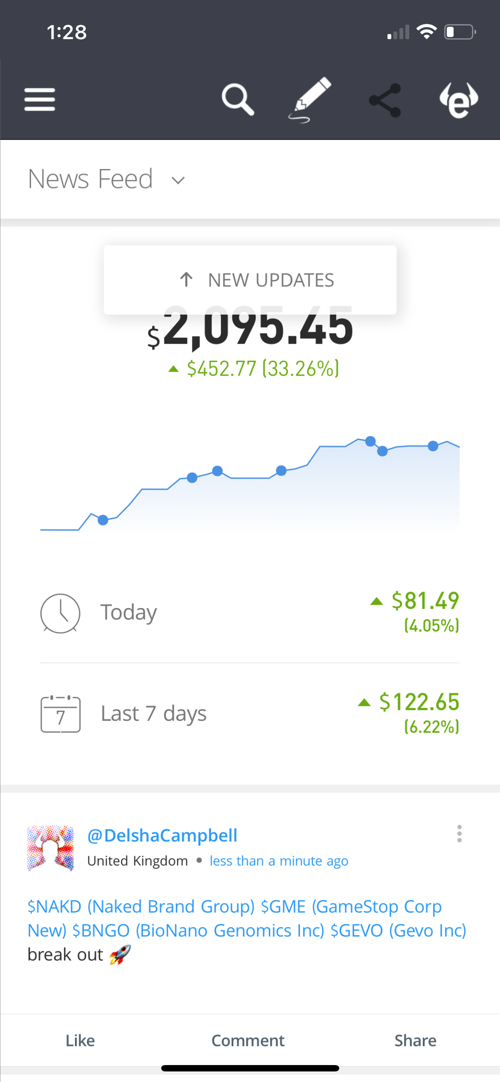 1:28
News Feed
↑ NEW UPDATES
$2,095.45
▲ $452.77 (33.26%)
Today
▲ $81.49
(4.05%)
7
Last 7 days
▲ $122.65
(6.22%)
@DelshaCampbell
United Kingdom • less than a minute ago
$NAKD (Naked Brand Group) $GME (GameStop Corp
New) $BNGO (BioNano Genomics Inc) $GEVO (Gevo Inc)
break out 🚀
Like Comment Share